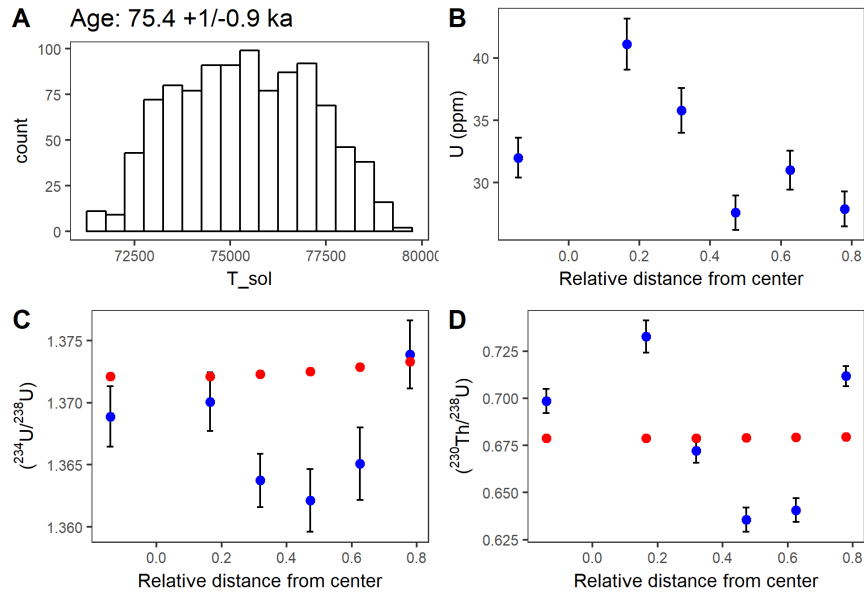 A Age: 75.4 +1/-0.9 ka
count
100
75
50
25
0
72500 75000 77500 80000
T_sol
B
U (ppm)
40
35
30
0.0 0.2 0.4 0.6 0.8
Relative distance from center
C
(²³⁴U/²³⁸U)
1.375
1.370
1.365
1.360
0.0 0.2 0.4 0.6 0.8
Relative distance from center
D
(²³⁰Th/²³⁸U)
0.725
0.700
0.675
0.650
0.625
0.0 0.2 0.4 0.6 0.8
Relative distance from center